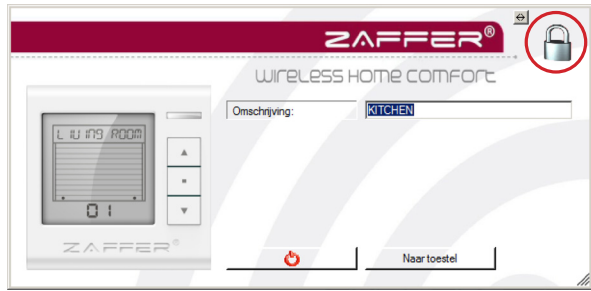 ZAFFER®
WIRELESS HOME COMFORT
Omschrijving:
KITCHEN
LIVING ROOM
01
ZAFFER®
Naar toestel